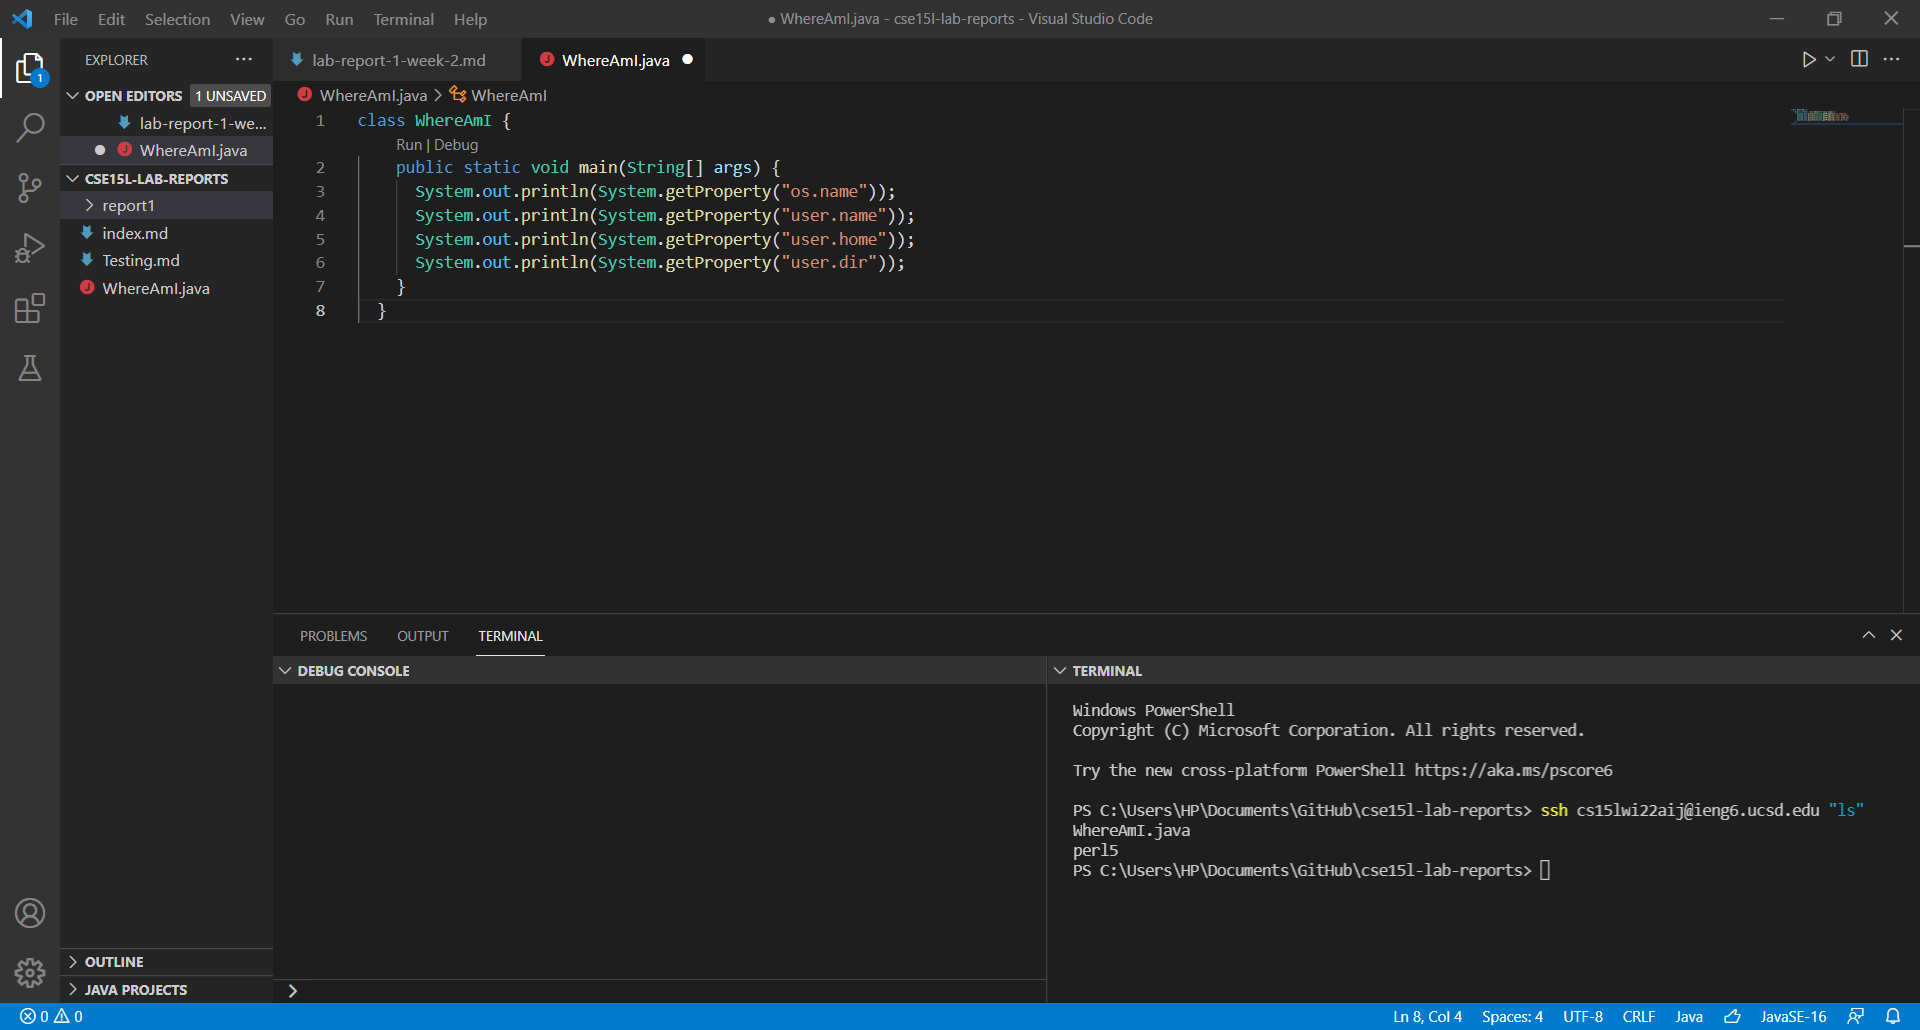 File Edit Selection View Go Run Terminal Help
● WhereAmI.java - cse15l-lab-reports - Visual Studio Code
EXPLORER
lab-report-1-week-2.md
WhereAmI.java
1
OPEN EDITORS
1 UNSAVED
lab-report-1-we...
WhereAmI.java
CSE15L-LAB-REPORTS
report1
index.md
Testing.md
WhereAmI.java
OUTLINE
JAVA PROJECTS
WhereAmI.java > WhereAmI
1 class WhereAmI {
Run | Debug
2 public static void main(String[] args) {
3 System.out.println(System.getProperty("os.name"));
4 System.out.println(System.getProperty("user.name"));
5 System.out.println(System.getProperty("user.home"));
6 System.out.println(System.getProperty("user.dir"));
7 }
8 }
PROBLEMS OUTPUT TERMINAL
DEBUG CONSOLE
TERMINAL
Windows PowerShell
Copyright (C) Microsoft Corporation. All rights reserved.
Try the new cross-platform PowerShell https://aka.ms/pscore6
PS C:\Users\HP\Documents\GitHub\cse15l-lab-reports> ssh cs15lwi22aij@ieng6.ucsd.edu "ls"
WhereAmI.java
perl5
PS C:\Users\HP\Documents\GitHub\cse15l-lab-reports>
0 0
Ln 8, Col 4 Spaces: 4 UTF-8 CRLF Java JavaSE-16